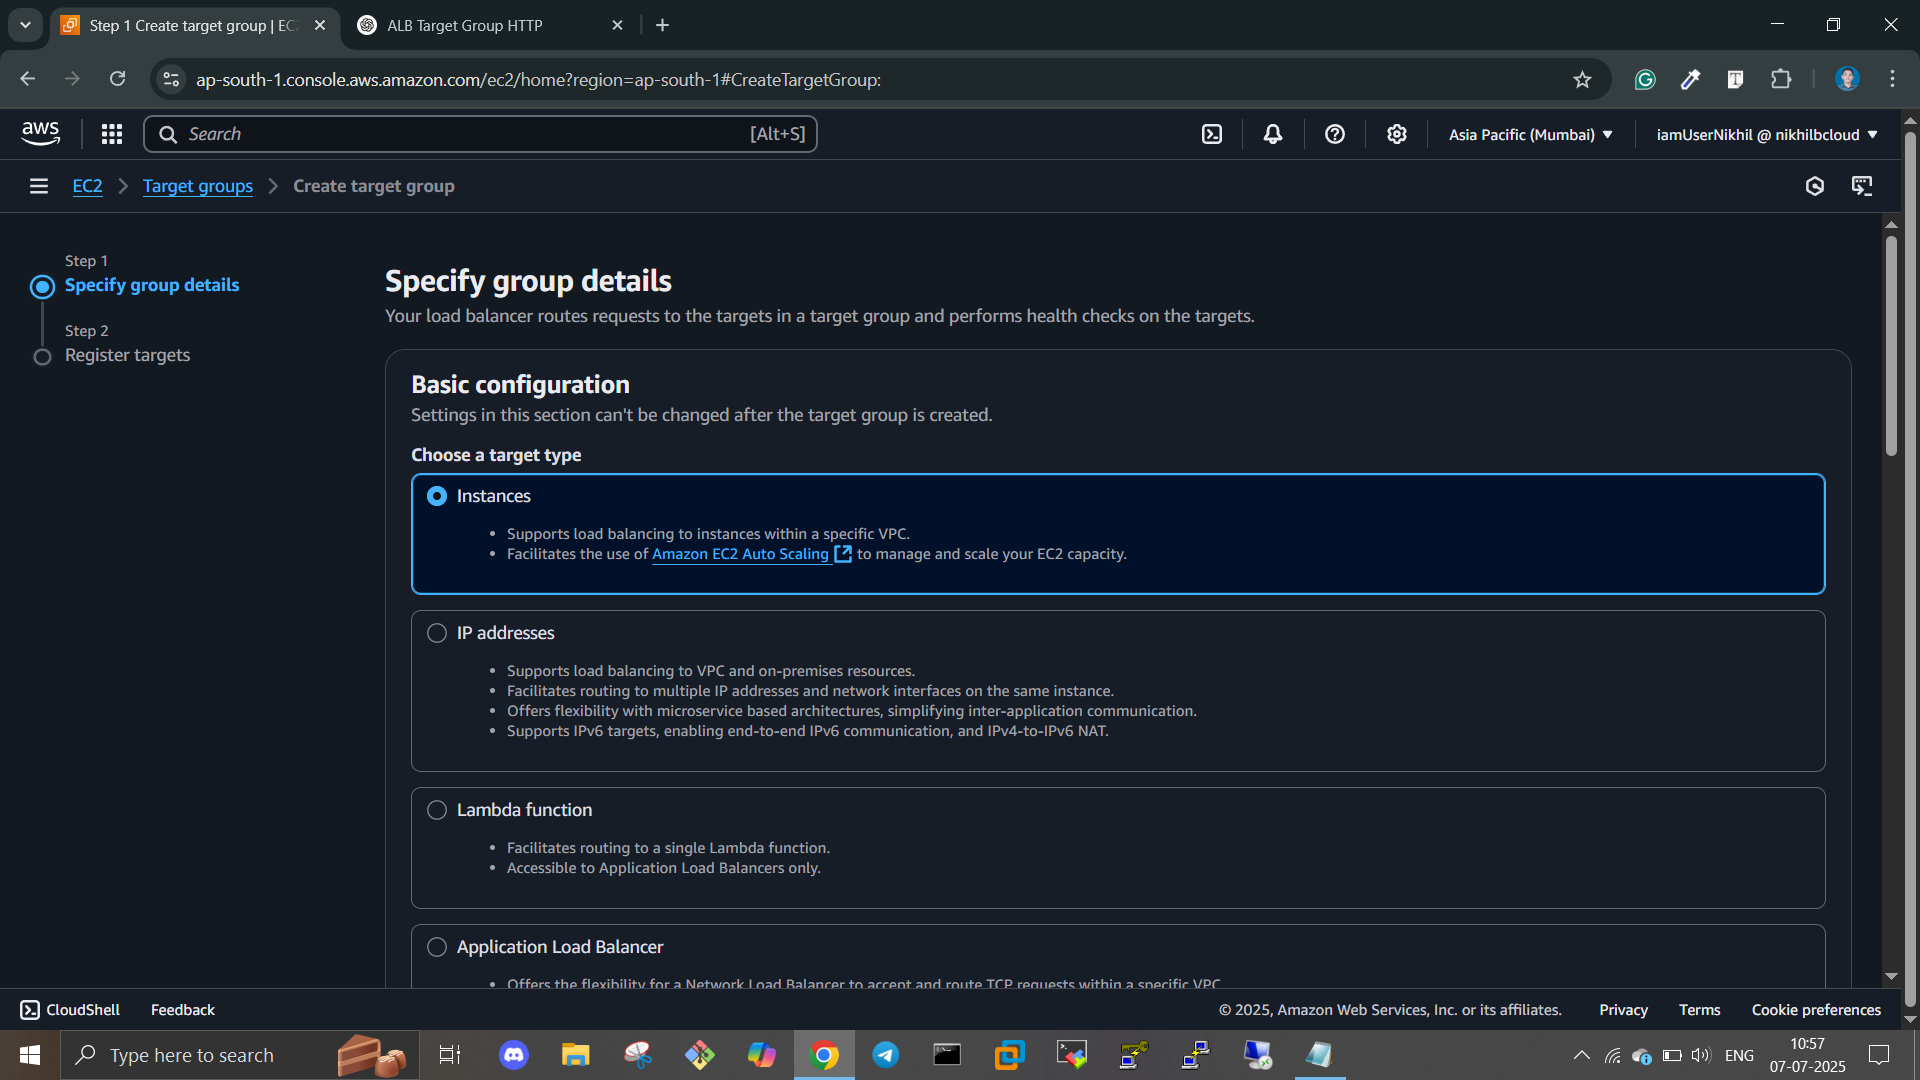 Step 1 Create target group | EC
ALB Target Group HTTP
ap-south-1.console.aws.amazon.com/ec2/home?region=ap-south-1#CreateTargetGroup:
aws
Search
[Alt+S]
Asia Pacific (Mumbai)
iamUserNikhil @ nikhilbcloud
EC2
Target groups
Create target group
Step 1
Specify group details
Step 2
Register targets
Specify group details
Your load balancer routes requests to the targets in a target group and performs health checks on the targets.
Basic configuration
Settings in this section can't be changed after the target group is created.
Choose a target type
Instances
• Supports load balancing to instances within a specific VPC.
• Facilitates the use of Amazon EC2 Auto Scaling to manage and scale your EC2 capacity.
IP addresses
• Supports load balancing to VPC and on-premises resources.
• Facilitates routing to multiple IP addresses and network interfaces on the same instance.
• Offers flexibility with microservice based architectures, simplifying inter-application communication.
• Supports IPv6 targets, enabling end-to-end IPv6 communication, and IPv4-to-IPv6 NAT.
Lambda function
• Facilitates routing to a single Lambda function.
• Accessible to Application Load Balancers only.
Application Load Balancer
• Offers the flexibility for a Network Load Balancer to accept and route TCP requests within a specific VPC
CloudShell
Feedback
© 2025, Amazon Web Services, Inc. or its affiliates.
Privacy
Terms
Cookie preferences
Type here to search
ENG
10:57
07-07-2025